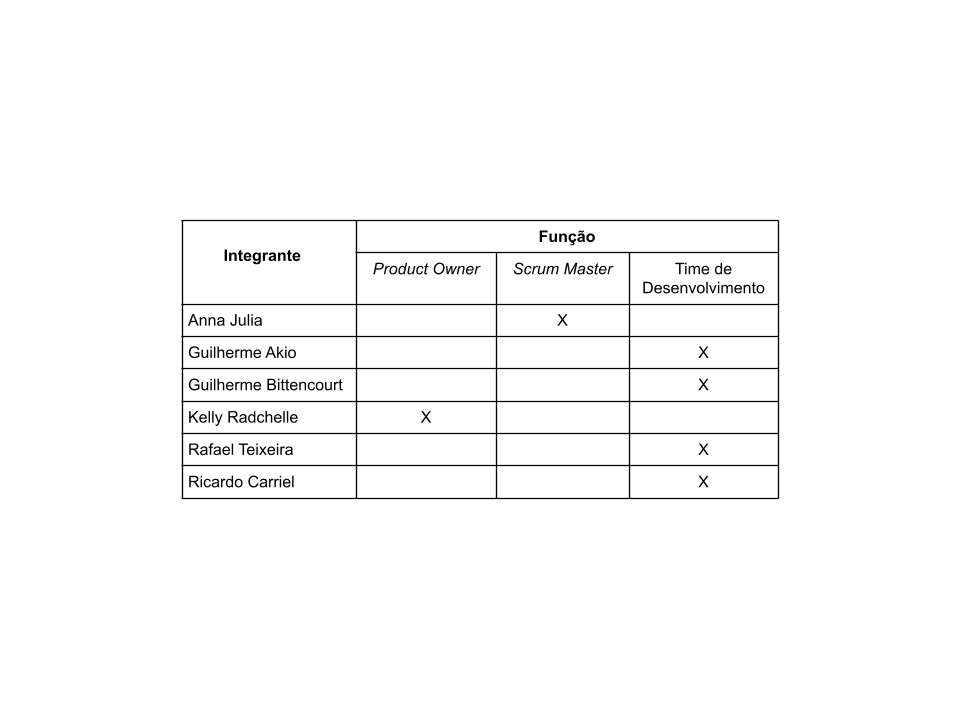 Integrante
Função
Product Owner
Scrum Master
Time de
Desenvolvimento
Anna Julia
X
Guilherme Akio
X
Guilherme Bittencourt
X
Kelly Radchelle
X
Rafael Teixeira
X
Ricardo Carriel
X